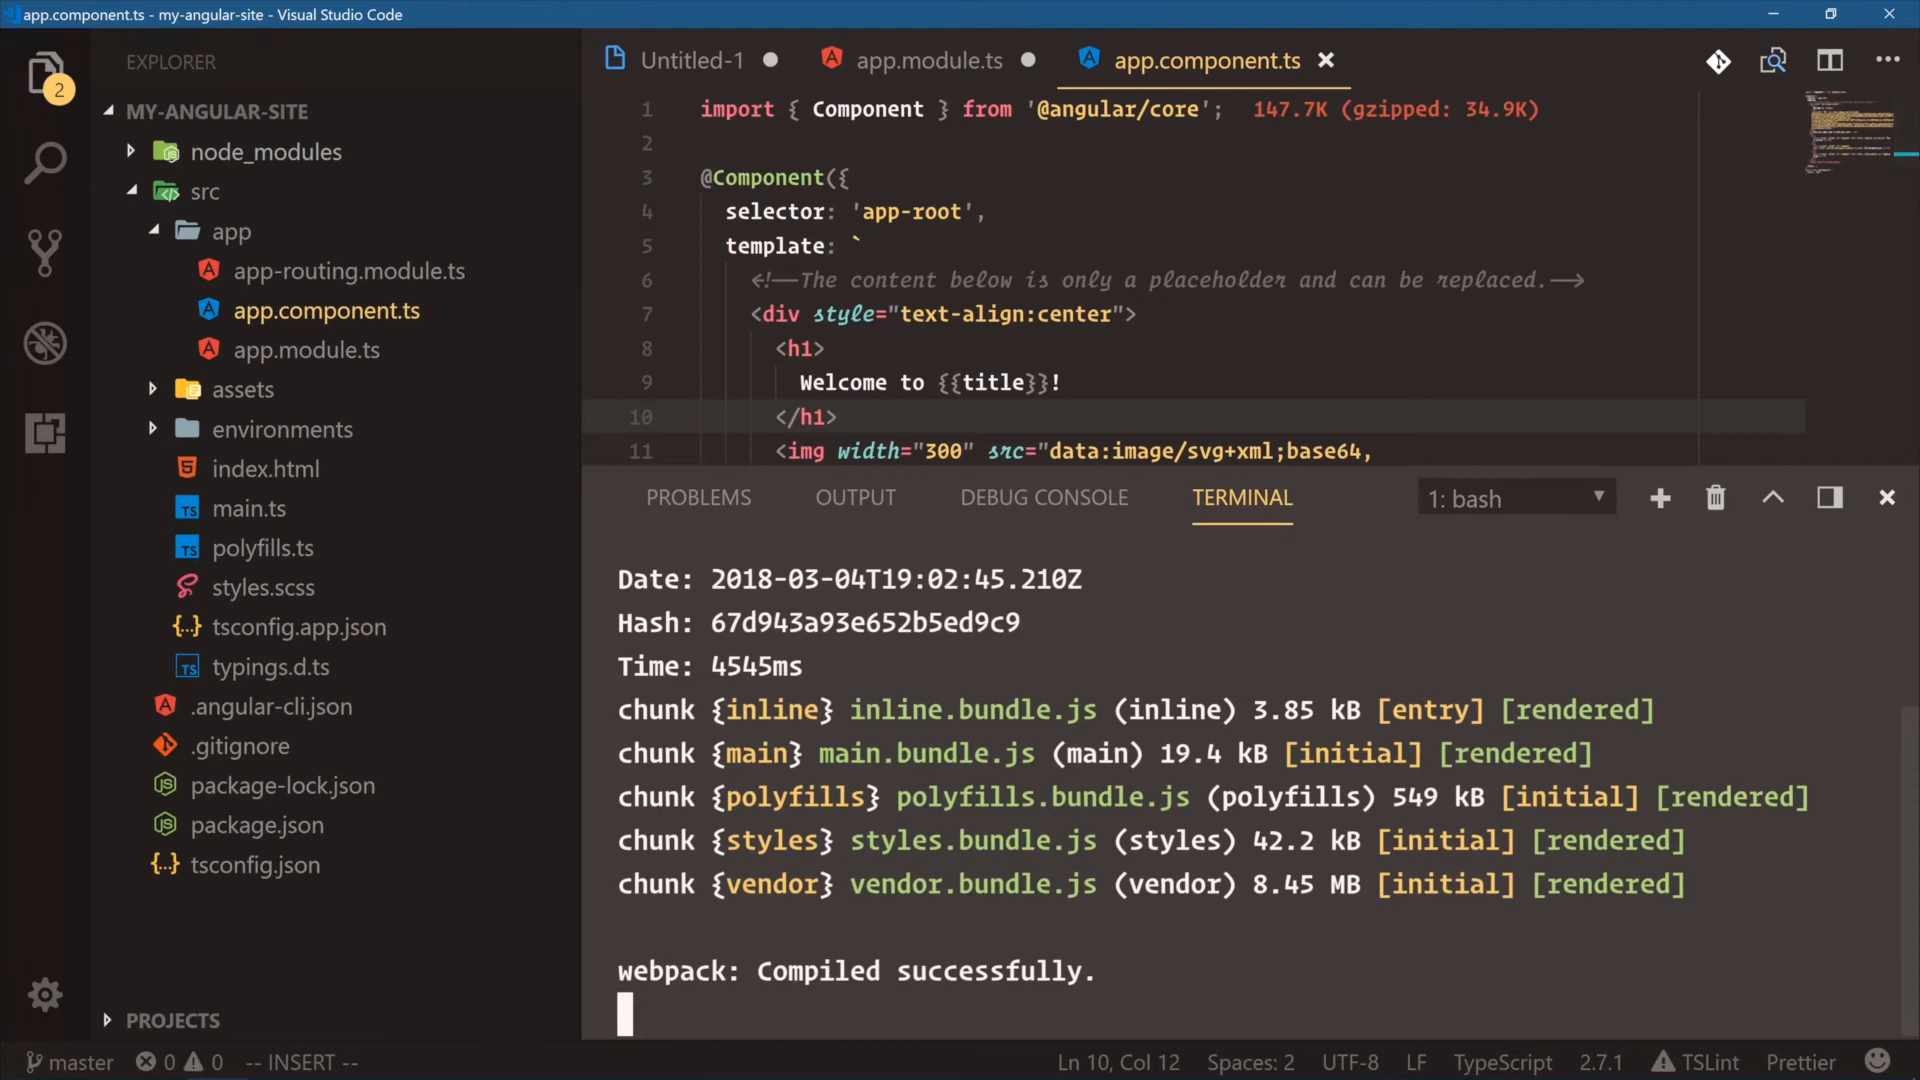 app.component.ts - my-angular-site - Visual Studio Code
2
EXPLORER
MY-ANGULAR-SITE
node_modules
src
app
app-routing.module.ts
app.component.ts
app.module.ts
assets
environments
index.html
main.ts
polyfills.ts
styles.scss
tsconfig.app.json
typings.d.ts
.angular-cli.json
.gitignore
package-lock.json
package.json
tsconfig.json
PROJECTS
Untitled-1
app.module.ts
app.component.ts
1 import { Component } from '@angular/core'; 147.7K (gzipped: 34.9K)
2
3 @Component({
4 selector: 'app-root',
5 template: `
6 <!--The content below is only a placeholder and can be replaced.-->
7 <div style="text-align:center">
8 <h1>
9 Welcome to {{title}}!
10 </h1>
11 <img width="300" src="data:image/svg+xml;base64,
PROBLEMS OUTPUT DEBUG CONSOLE TERMINAL 1: bash
Date: 2018-03-04T19:02:45.210Z
Hash: 67d943a93e652b5ed9c9
Time: 4545ms
chunk {inline} inline.bundle.js (inline) 3.85 kB [entry] [rendered]
chunk {main} main.bundle.js (main) 19.4 kB [initial] [rendered]
chunk {polyfills} polyfills.bundle.js (polyfills) 549 kB [initial] [rendered]
chunk {styles} styles.bundle.js (styles) 42.2 kB [initial] [rendered]
chunk {vendor} vendor.bundle.js (vendor) 8.45 MB [initial] [rendered]
webpack: Compiled successfully.
master 0 0 -- INSERT -- Ln 10, Col 12 Spaces: 2 UTF-8 LF TypeScript 2.7.1 TSLint Prettier